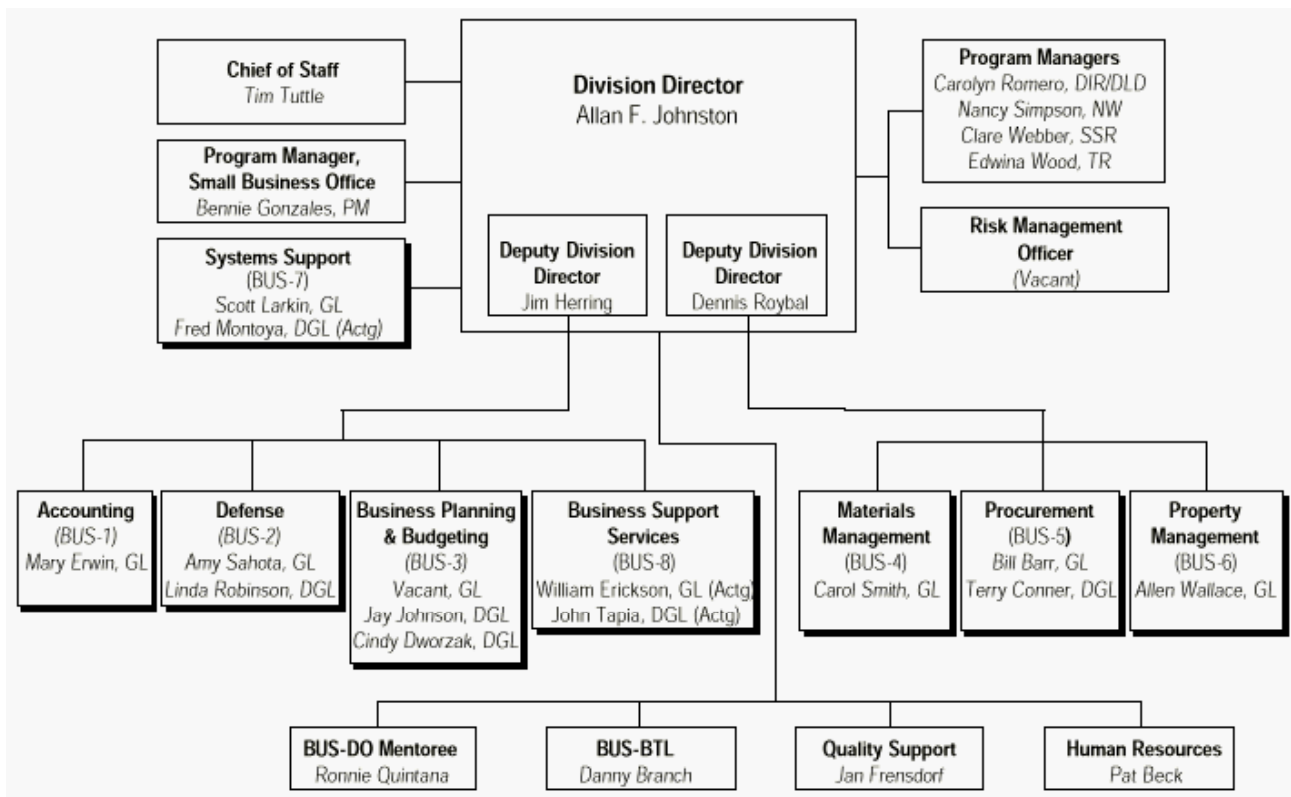 Chief of Staff
Tim Tuttle
Program Manager,
Small Business Office
Bennie Gonzales, PM
Systems Support
(BUS-7)
Scott Larkin, GL
Fred Montoya, DGL (Actg)
Division Director
Allan F. Johnston
Deputy Division
Director
Jim Herring
Deputy Division
Director
Dennis Roybal
Program Managers
Carolyn Romero, DIR/DLD
Nancy Simpson, NW
Clare Webber, SSR
Edwina Wood, TR
Risk Management
Officer
(Vacant)
Accounting
(BUS-1)
Mary Erwin, GL
Defense
(BUS-2)
Amy Sahota, GL
Linda Robinson, DGL
Business Planning
& Budgeting
(BUS-3)
Vacant, GL
Jay Johnson, DGL
Cindy Dworzak, DGL
Business Support
Services
(BUS-8)
William Erickson, GL (Actg)
John Tapia, DGL (Actg)
Materials
Management
(BUS-4)
Carol Smith, GL
Procurement
(BUS-5)
Bill Barr, GL
Terry Conner, DGL
Property
Management
(BUS-6)
Allen Wallace, GL
BUS-DO Mentoree
Ronnie Quintana
BUS-BTL
Danny Branch
Quality Support
Jan Frensdorf
Human Resources
Pat Beck